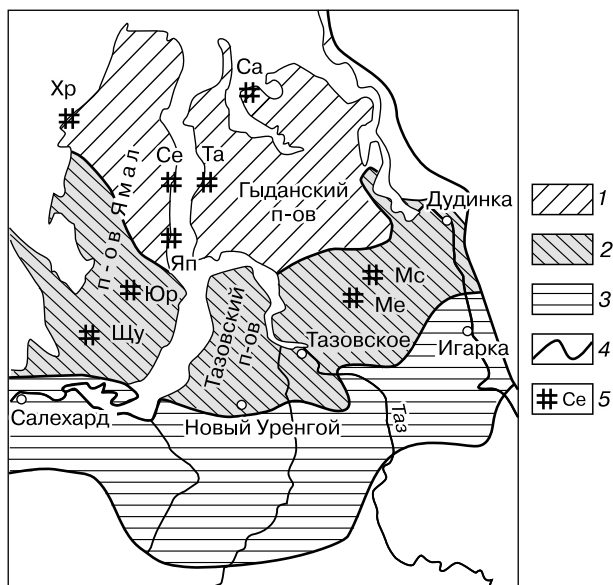 Са
Хр
Се
Та
п-ов Ямал
Гыданский
п-ов
Дудинка
Яп
Юр
Мс
Ме
Щу
Тазовский
п-ов
Тазовское
Игарка
Салехард
Новый Уренгой
Таз
1
2
3
4
Се 5